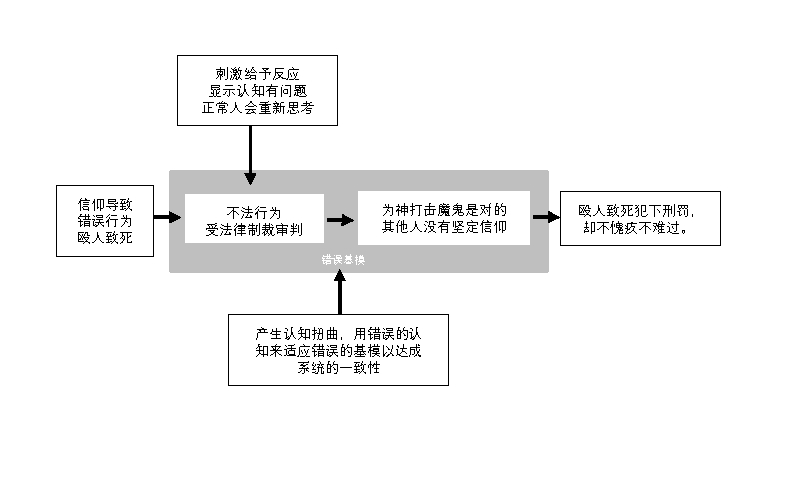 刺激给予反应
显示认知有问题
正常人会重新思考
信仰导致
错误行为
殴人致死
不法行为
受法律制裁审判
为神打击魔鬼是对的
其他人没有坚定信仰
殴人致死犯下刑罚，
却不愧疚不难过。
错误基模
产生认知扭曲，用错误的认
知来适应错误的基模以达成
系统的一致性